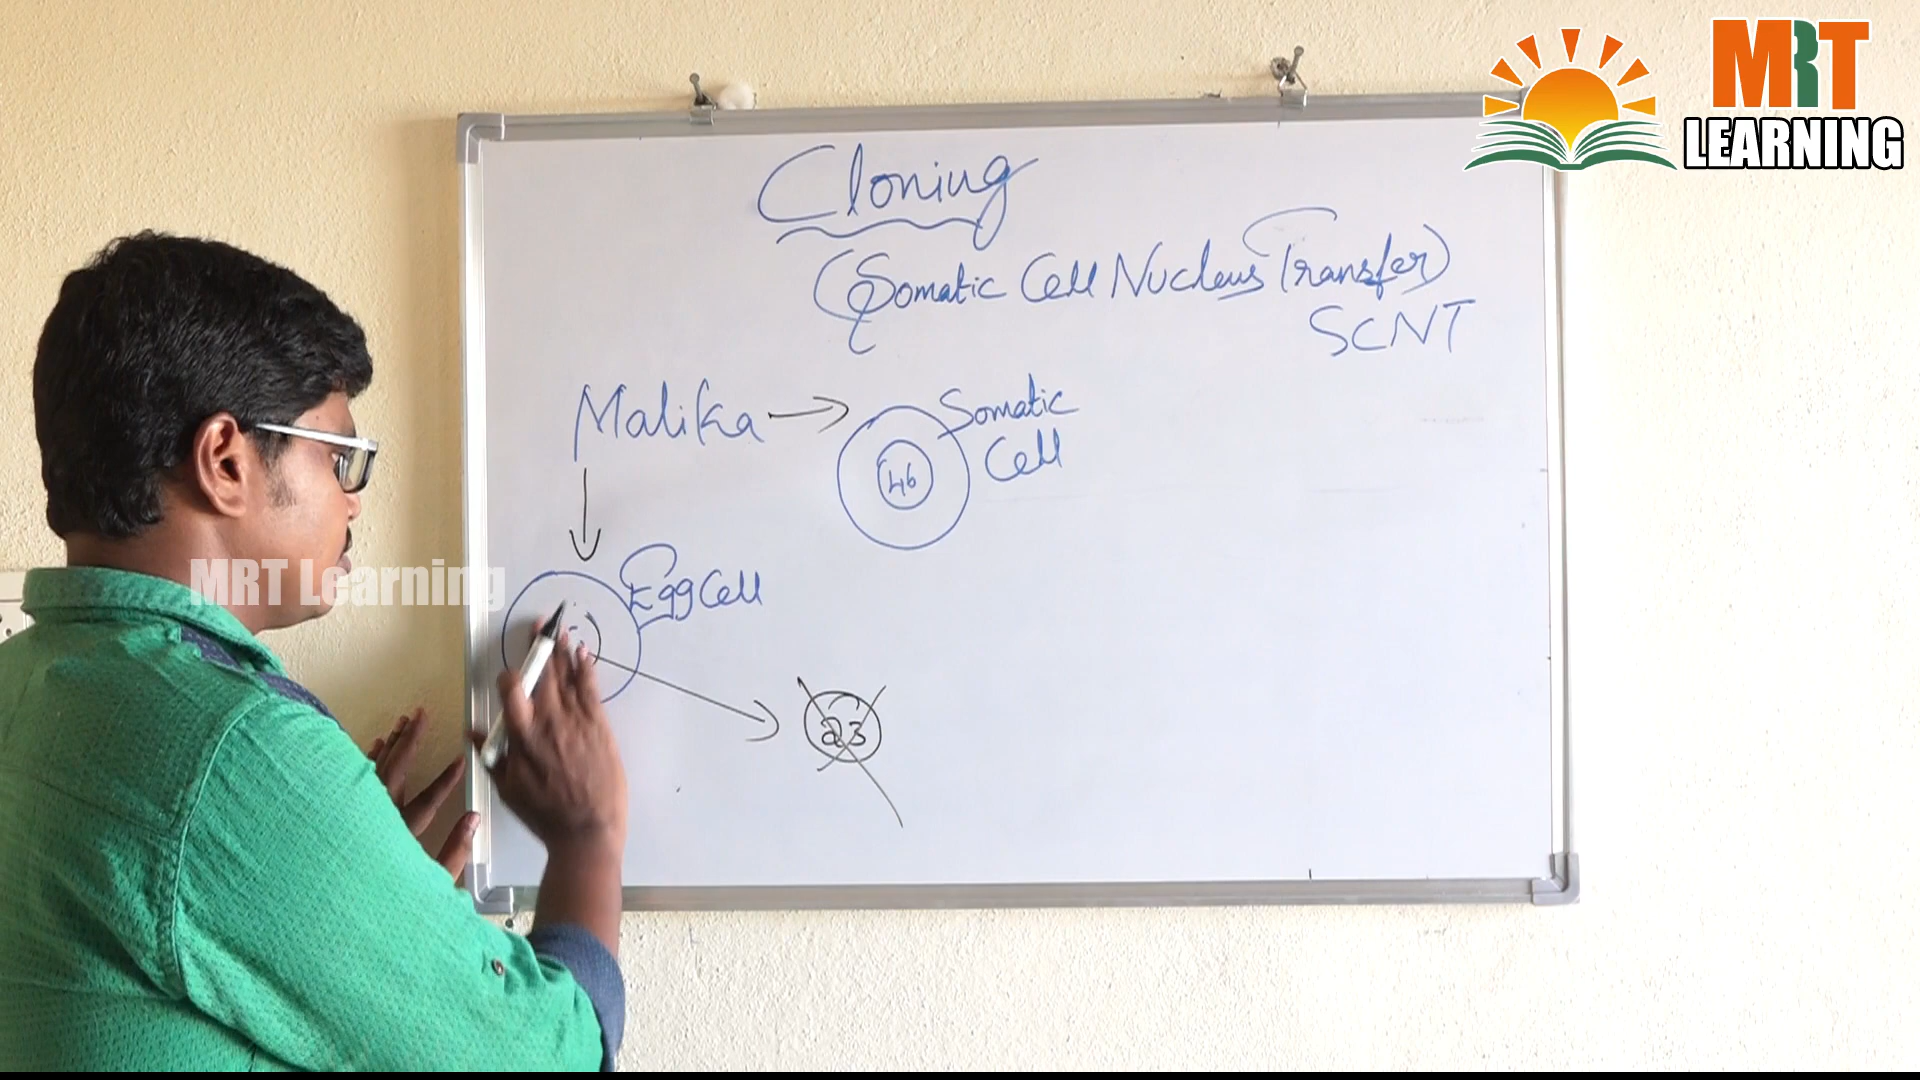 MRT
LEARNING
Cloning
(Somatic Cell Nucleus Transfer)
SCNT
Malika
Somatic
Cell
46
Egg Cell
23
MRT Learning